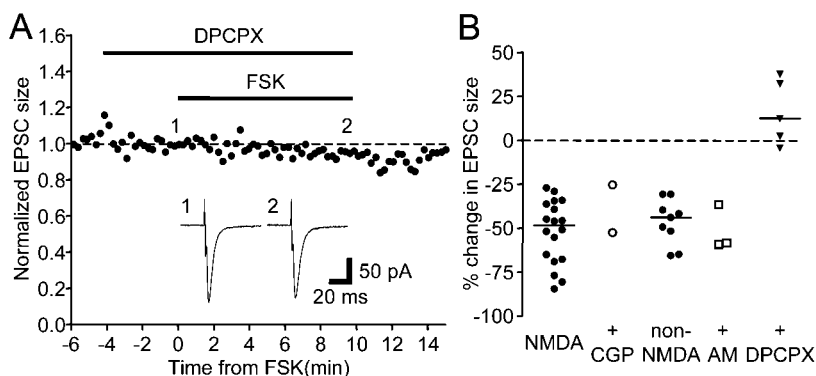 A
B
DPCPX
FSK
Normalized EPSC size
1.6
1.4
1.2
1.0
0.8
0.6
0.4
0.2
0.0
1
2
1
2
50 pA
20 ms
-6 -4 -2 0 2 4 6 8 10 12 14
Time from FSK(min)
% change in EPSC size
50
25
0
-25
-50
-75
-100
NMDA
+
CGP
non-
NMDA
+
AM
+
DPCPX